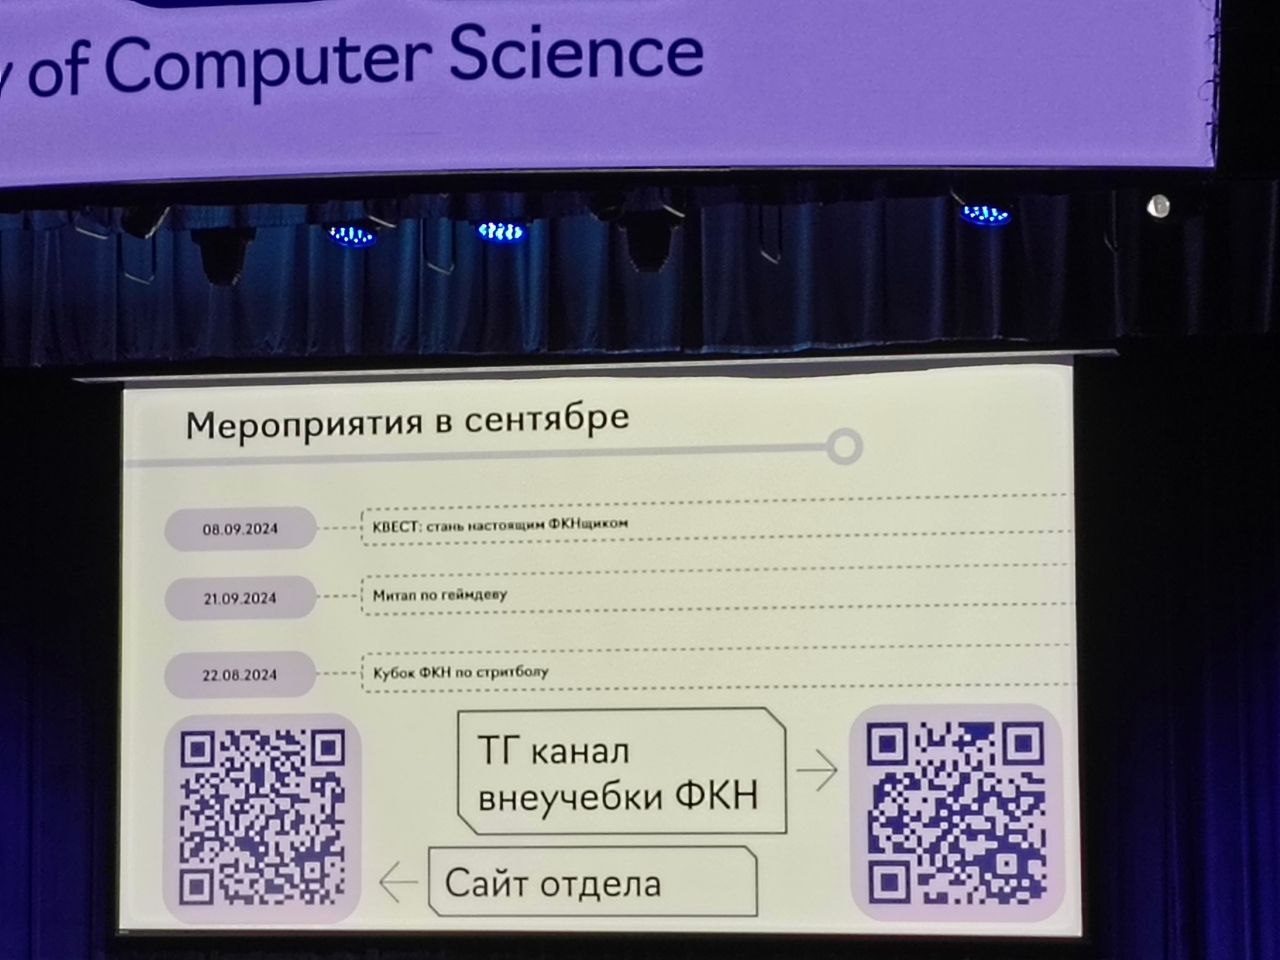 of Computer Science
Мероприятия в сентябре
08.09.2024
КВЕСТ: стань настоящим ФКНщиком
21.09.2024
Митап по геймдеву
22.08.2024
Кубок ФКН по стритболу
ТГ канал
внеучебки ФКН
Сайт отдела